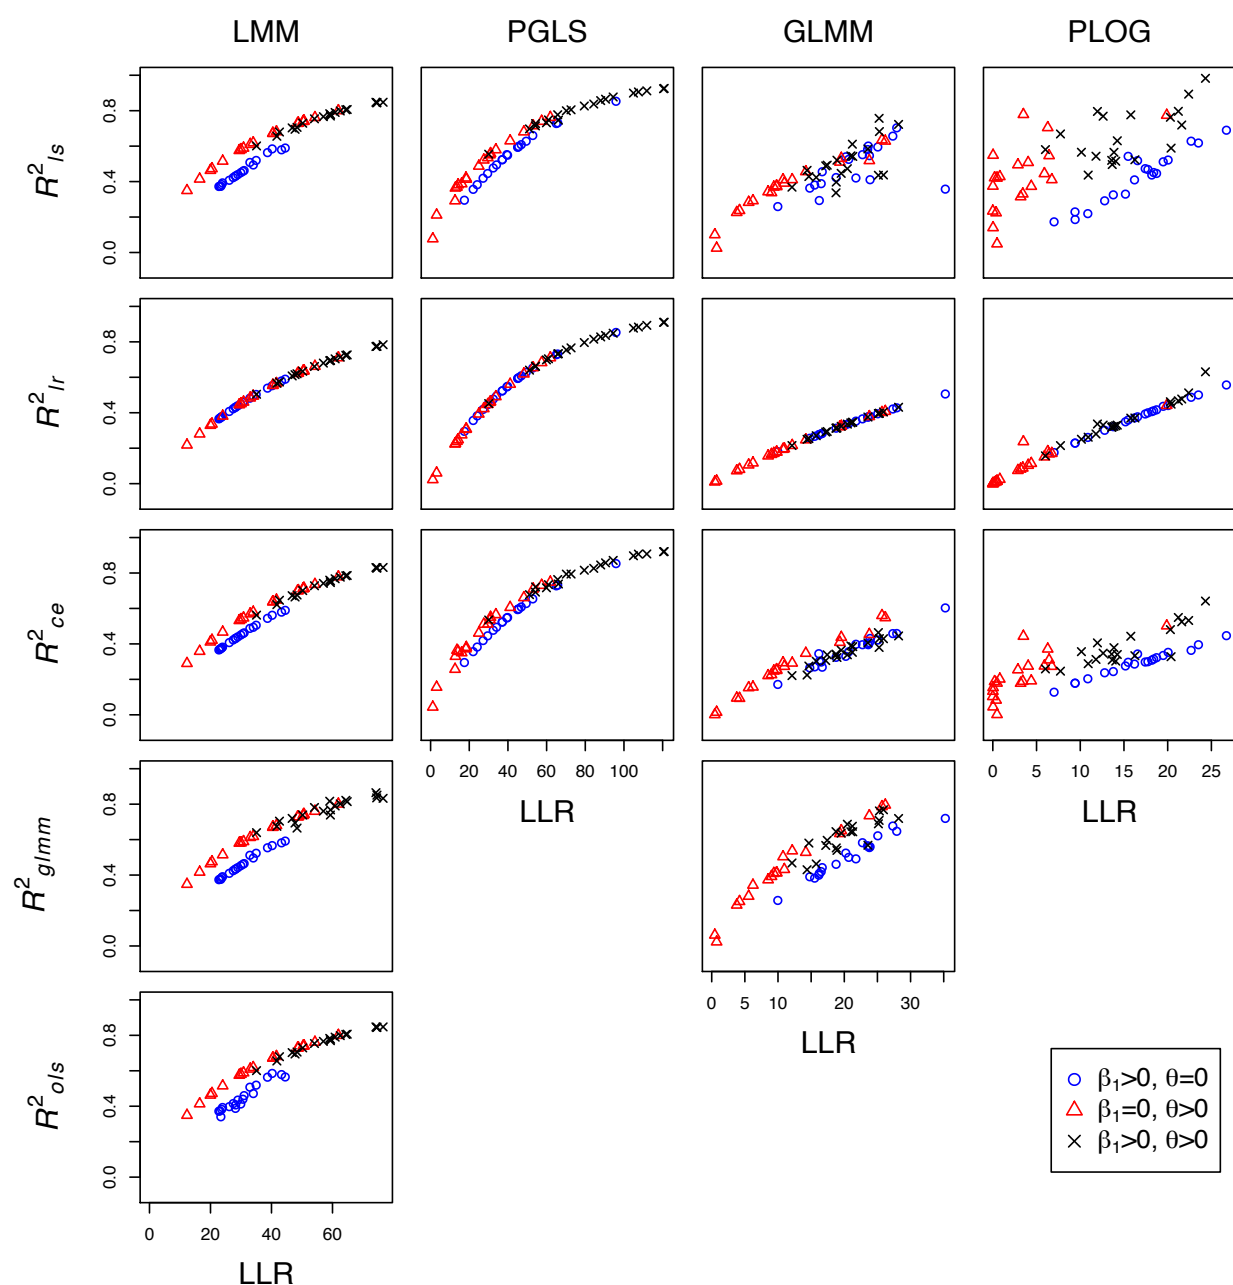 LMM PGLS GLMM PLOG
R²ls
0.0 0.4 0.8
R²lr
0.0 0.4 0.8
R²ce
0.0 0.4 0.8
0 20 40 60 80 100
LLR
0 5 10 15 20 25
LLR
R²glmm
0.0 0.4 0.8
0 5 10 20 30
LLR
R²ols
0.0 0.4 0.8
0 20 40 60
LLR
β₁>0, θ=0
β₁=0, θ>0
β₁>0, θ>0